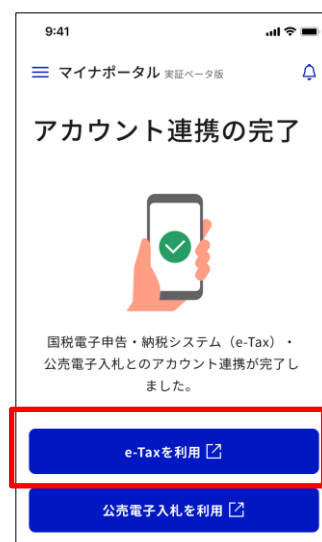 9:41
マイナポータル 実証ベータ版
アカウント連携の完了
国税電子申告・納税システム（e-Tax）・
公売電子入札とのアカウント連携が完了し
ました。
e-Taxを利用
公売電子入札を利用